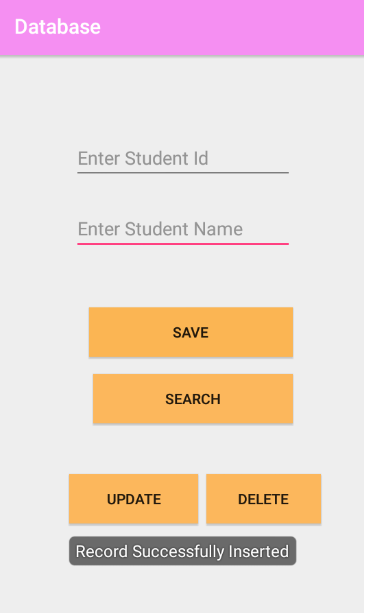 Database
Enter Student Id
Enter Student Name
SAVE
SEARCH
UPDATE DELETE
Record Successfully Inserted